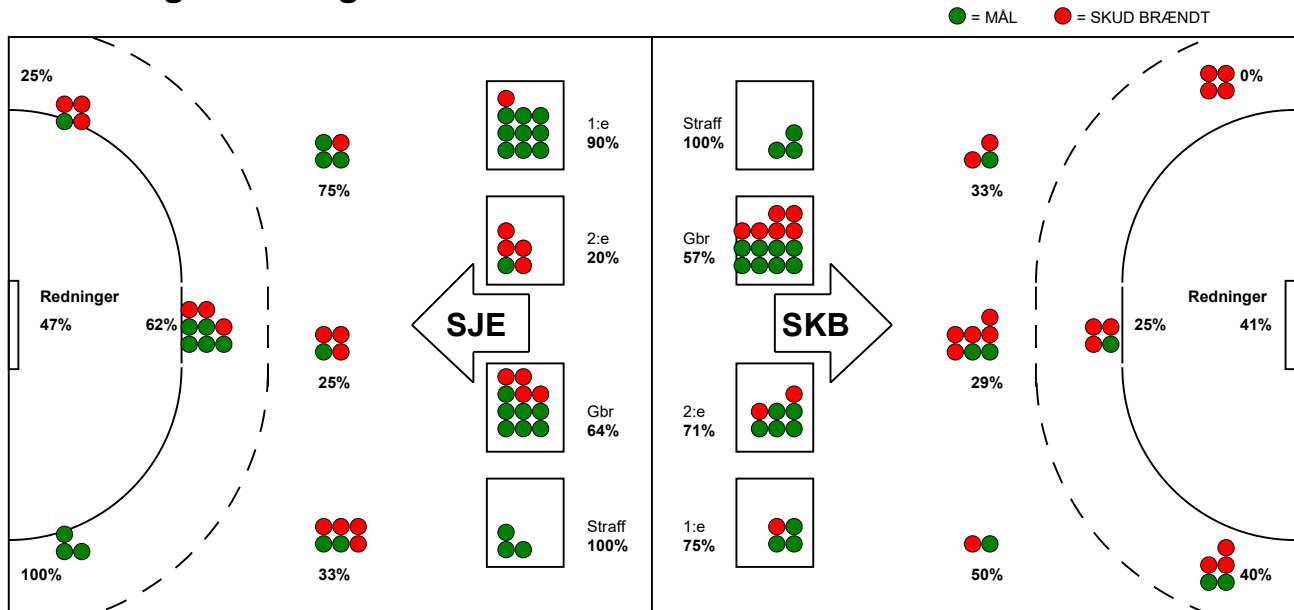 = MÅL
= SKUD BRÆNDT
25%
75%
Redninger
47%
62%
25%
100%
33%
1:e
90%
2:e
20%
SJE
Gbr
64%
Straff
100%
Straff
100%
Gbr
57%
SKB
2:e
71%
1:e
75%
0%
33%
Redninger
41%
25%
29%
50%
40%